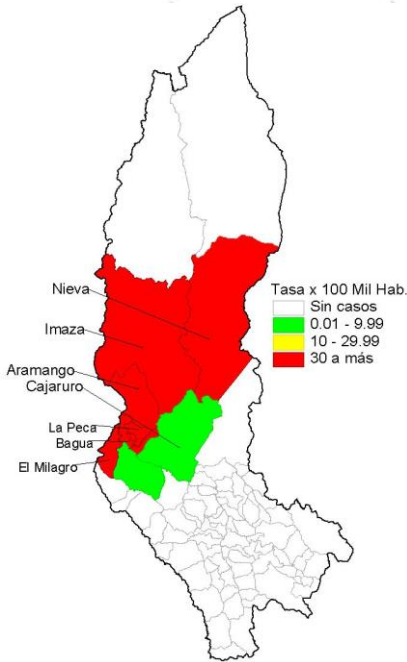 Nieva
Imaza
Aramango
Cajaruro
La Peca
Bagua
El Milagro
Tasa x 100 Mil Hab.
Sin casos
0.01 - 9.99
10 - 29.99
30 a más